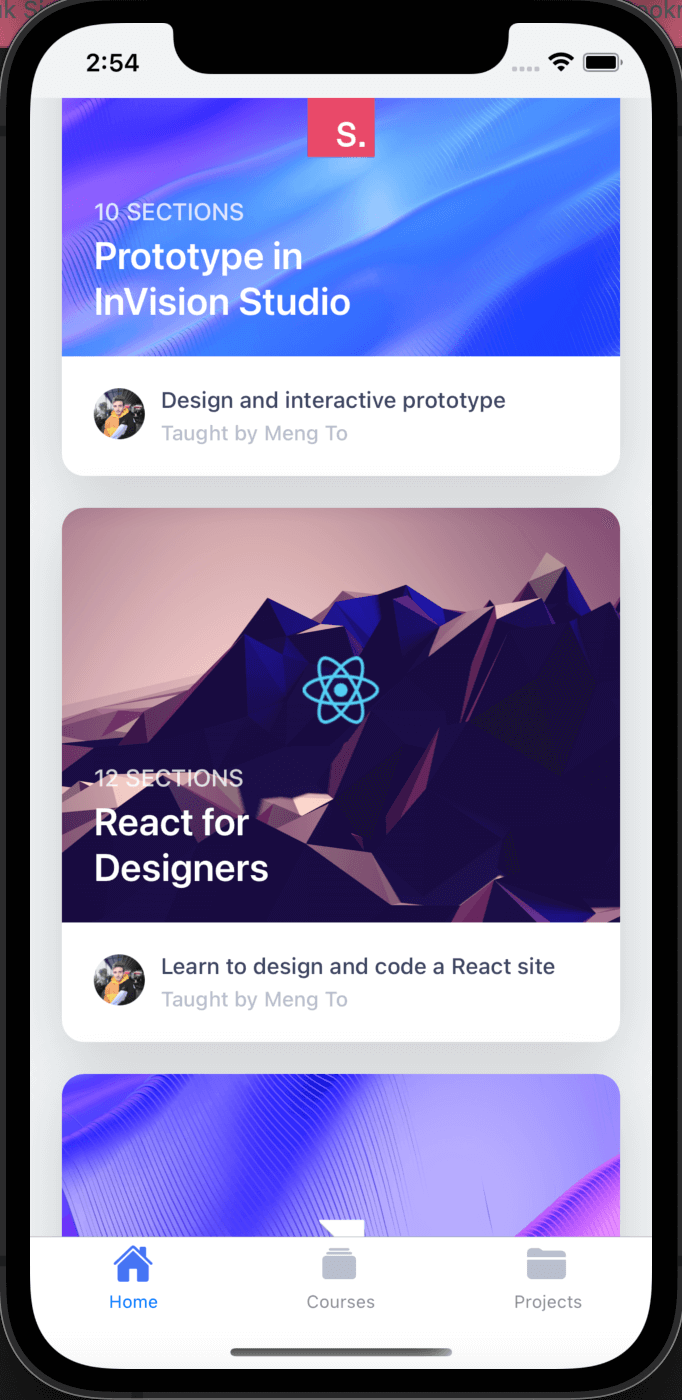 2:54
S.
10 SECTIONS
Prototype in
InVision Studio
Design and interactive prototype
Taught by Meng To
12 SECTIONS
React for
Designers
Learn to design and code a React site
Taught by Meng To
Home
Courses
Projects